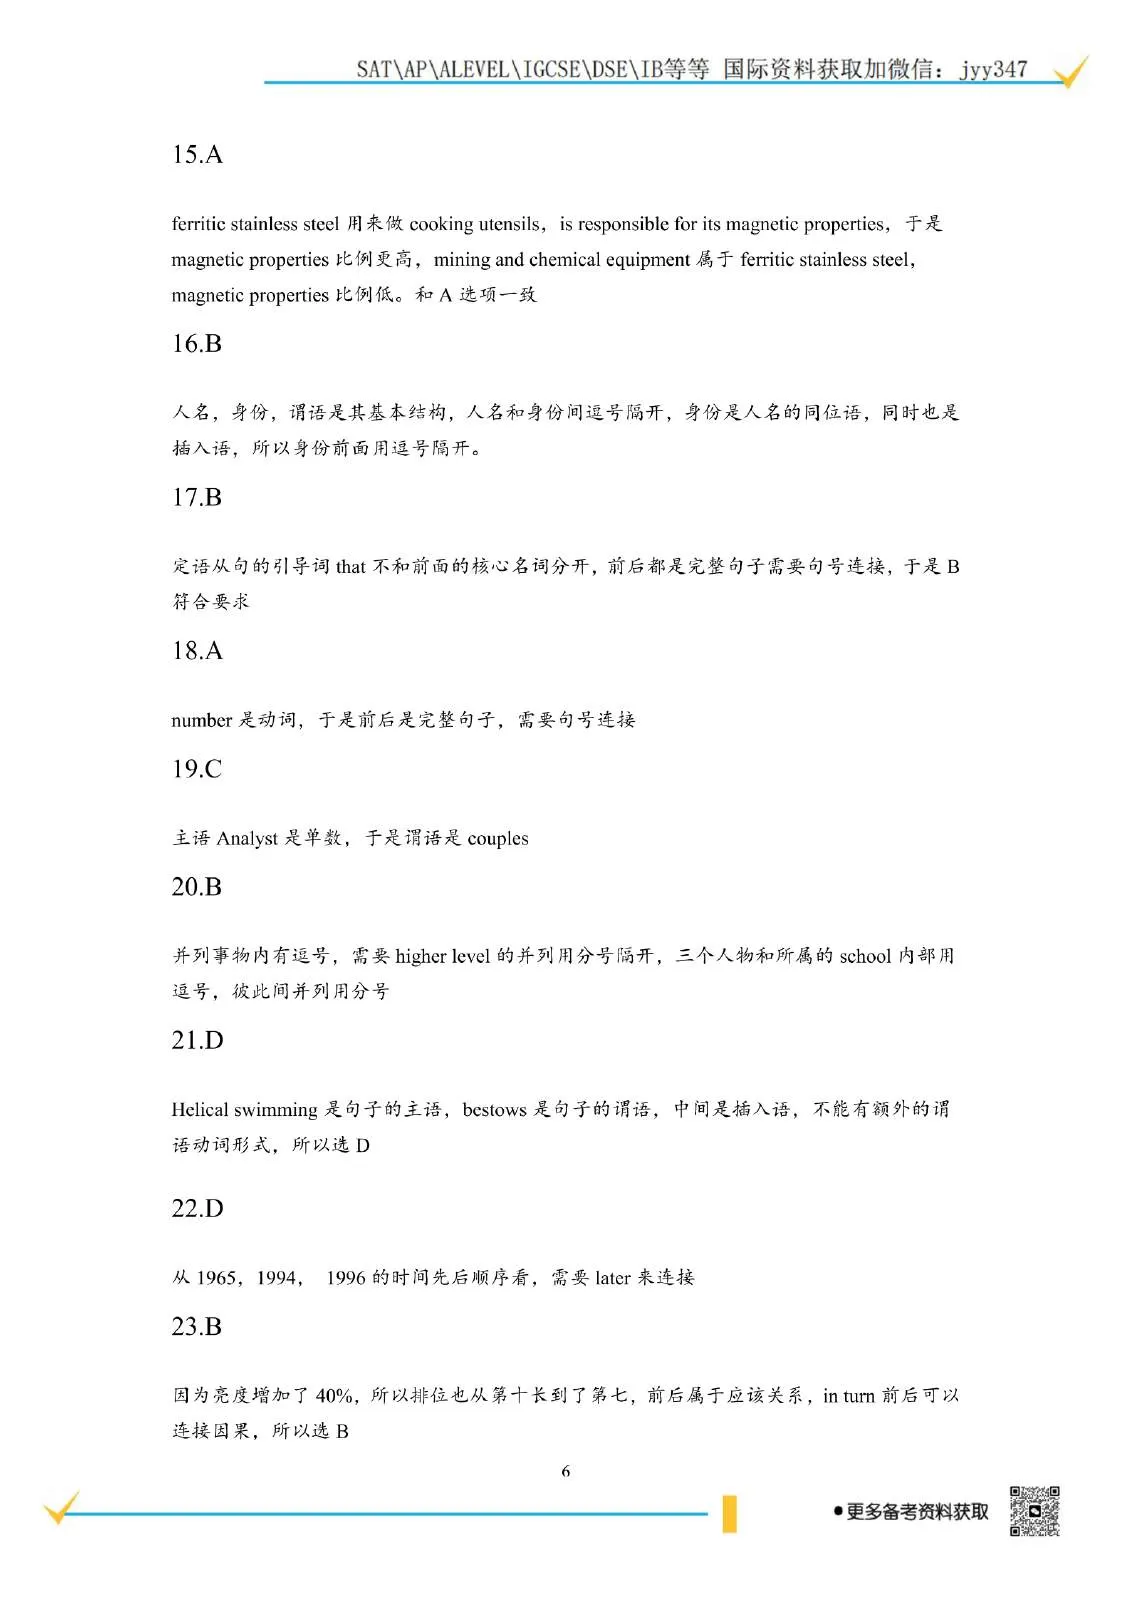 SAT\AP\ALEVEL\IGCSE\DSE\IB等等 国际资料获取加微信：jyy347
15.A
ferritic stainless steel 用来做 cooking utensils，is responsible for its magnetic properties，于是
magnetic properties 比例更高，mining and chemical equipment 属于 ferritic stainless steel，
magnetic properties 比例低。和 A 选项一致
16.B
人名，身份，谓语是其基本结构，人名和身份间逗号隔开，身份是人名的同位语，同时也是
插入语，所以身份前面用逗号隔开。
17.B
定语从句的引导词 that 不和前面的核心名词分开，前后都是完整句子需要句号连接，于是 B
符合要求
18.A
number 是动词，于是前后是完整句子，需要句号连接
19.C
主语 Analyst 是单数，于是谓语是 couples
20.B
并列事物内有逗号，需要 higher level 的并列用分号隔开，三个人物和所属的 school 内部用
逗号，彼此间并列用分号
21.D
Helical swimming 是句子的主语，bestows 是句子的谓语，中间是插入语，不能有额外的谓
语动词形式，所以选 D
22.D
从 1965，1994， 1996 的时间先后顺序看，需要 later 来连接
23.B
因为亮度增加了 40%，所以排位也从第十长到了第七，前后属于应该关系，in turn 前后可以
连接因果，所以选 B
6
•更多备考资料获取